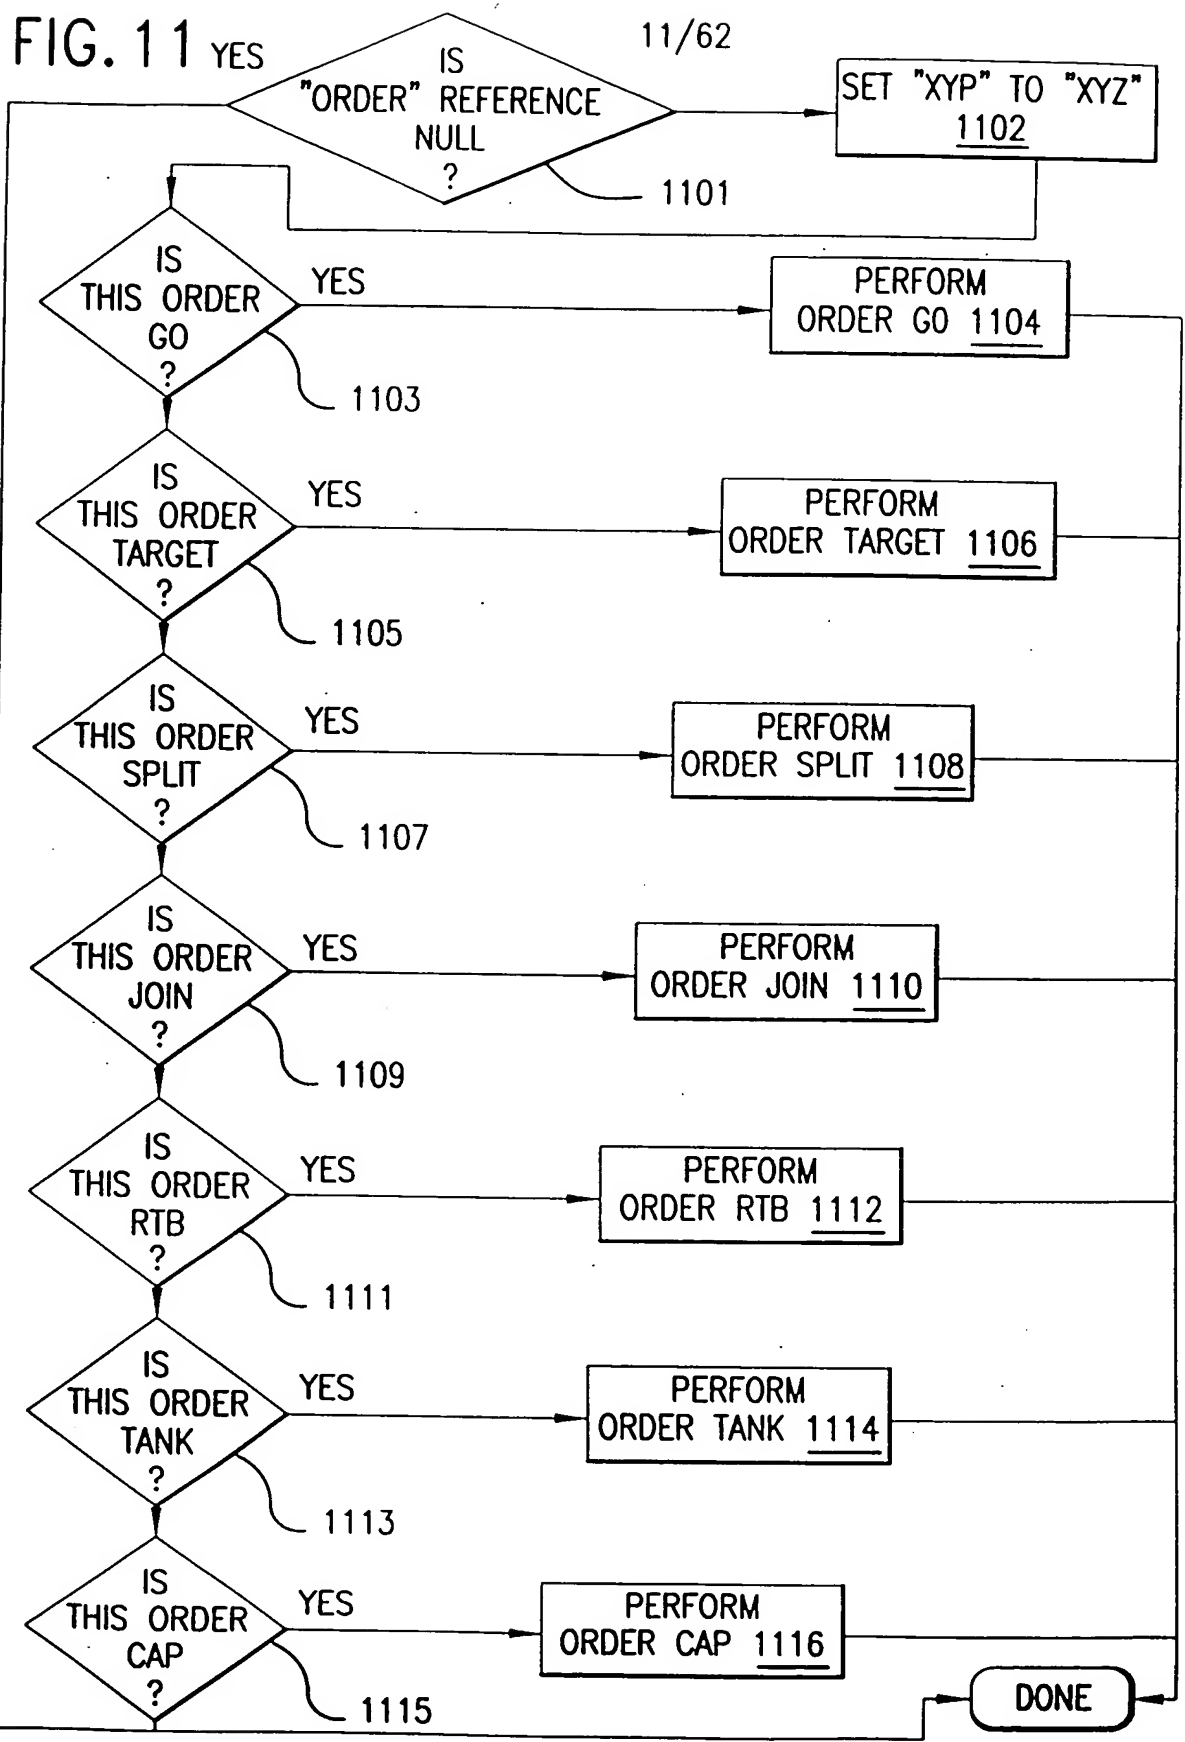 FIG. 11
YES
11/62
IS
"ORDER" REFERENCE
NULL
?
1101
SET "XYP" TO "XYZ"
1102
IS
THIS ORDER
GO
?
YES
1103
PERFORM
ORDER GO 1104
IS
THIS ORDER
TARGET
?
YES
1105
PERFORM
ORDER TARGET 1106
IS
THIS ORDER
SPLIT
?
YES
1107
PERFORM
ORDER SPLIT 1108
IS
THIS ORDER
JOIN
?
YES
1109
PERFORM
ORDER JOIN 1110
IS
THIS ORDER
RTB
?
YES
1111
PERFORM
ORDER RTB 1112
IS
THIS ORDER
TANK
?
YES
1113
PERFORM
ORDER TANK 1114
IS
THIS ORDER
CAP
?
YES
1115
PERFORM
ORDER CAP 1116
DONE